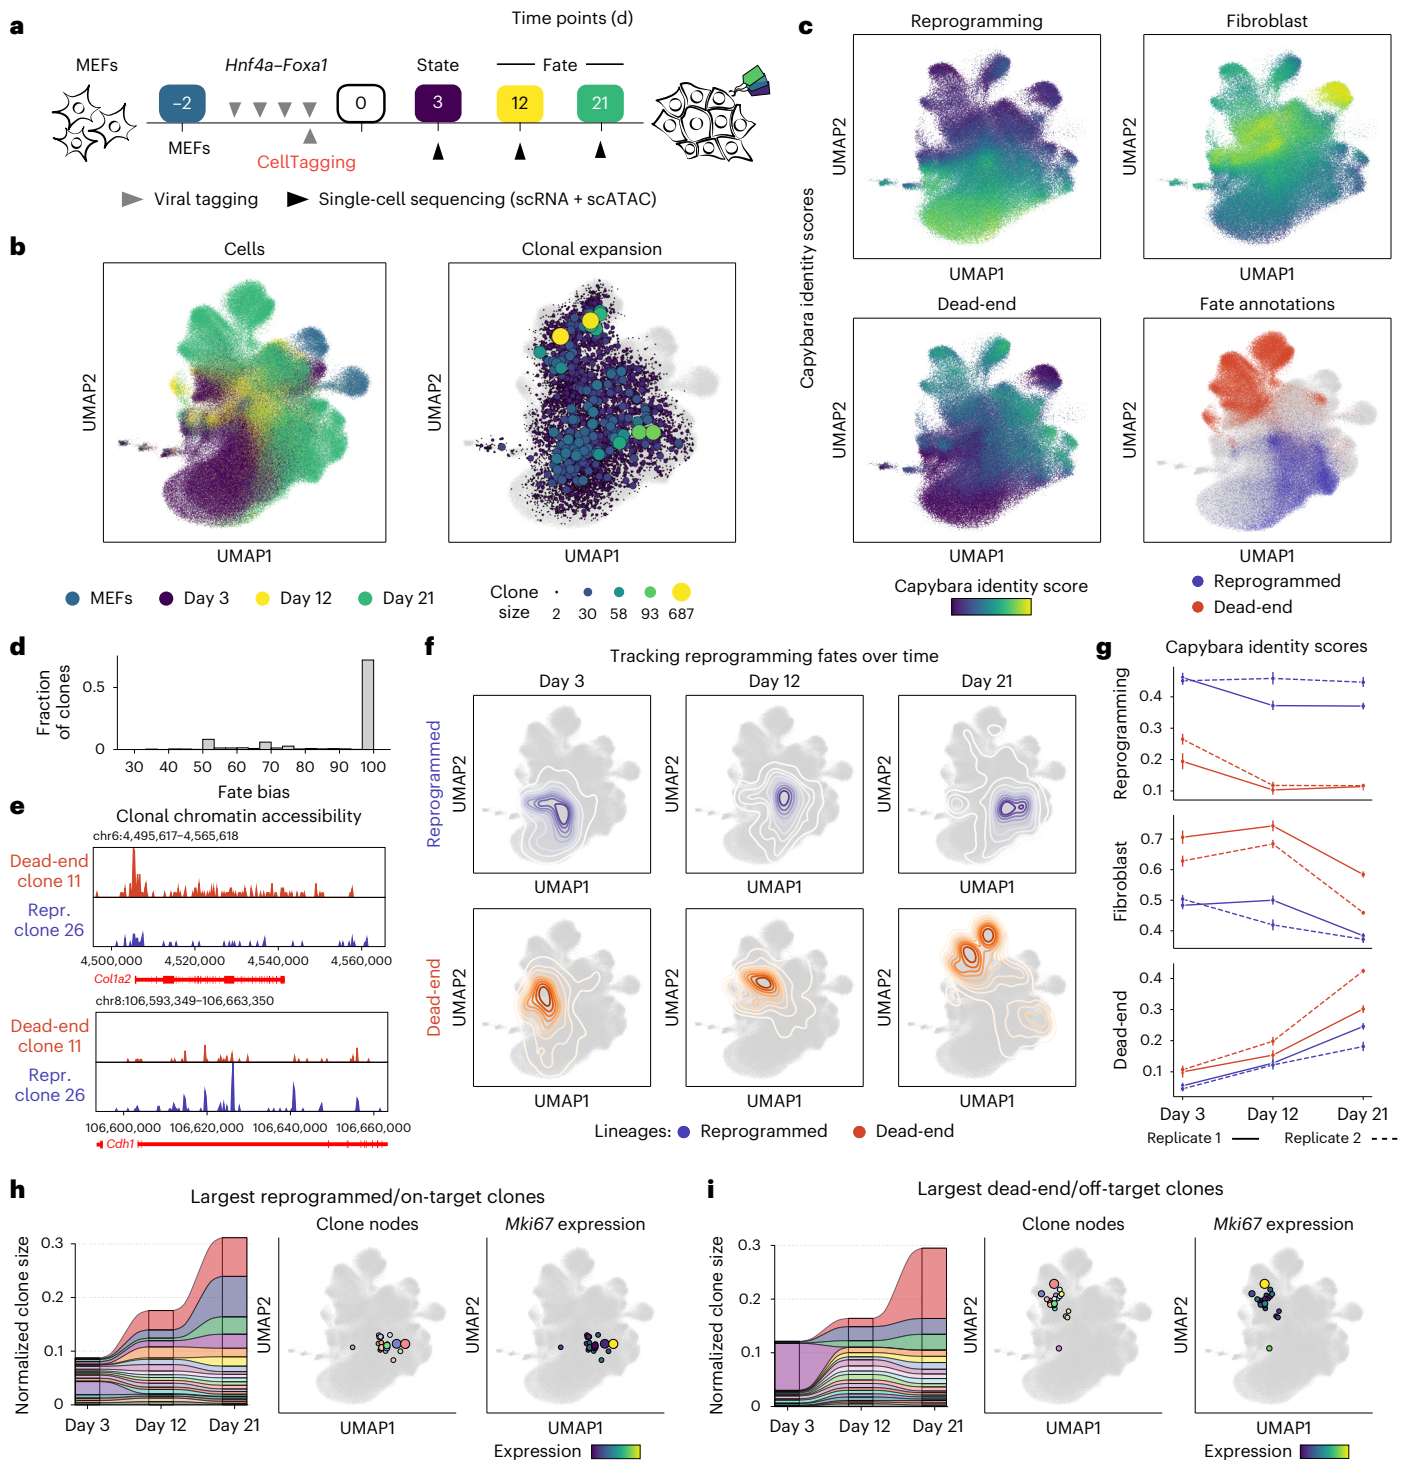 a
Time points (d)
MEFs
Hnf4a–Foxa1
State
Fate
–2
0
3
12
21
MEFs
CellTagging
Viral tagging
Single-cell sequencing (scRNA + scATAC)
b
Cells
Clonal expansion
UMAP2
UMAP1
UMAP2
UMAP1
MEFs
Day 3
Day 12
Day 21
Clone
size
2
30
58
93
687
c
Reprogramming
Fibroblast
UMAP2
UMAP1
UMAP2
UMAP1
Capybara identity scores
Dead-end
Fate annotations
UMAP2
UMAP1
UMAP2
UMAP1
Capybara identity score
Reprogrammed
Dead-end
d
Fraction
of clones
0.5
0
30 40 50 60 70 80 90 100
Fate bias
e
Clonal chromatin accessibility
chr6:4,495,617–4,565,618
Dead-end
clone 11
Repr.
clone 26
4,500,000 4,520,000 4,540,000 4,560,000
Col1a2
chr8:106,593,349–106,663,350
Dead-end
clone 11
Repr.
clone 26
106,600,000 106,620,000 106,640,000 106,660,000
Cdh1
f
Tracking reprogramming fates over time
Day 3
Day 12
Day 21
Reprogrammed
UMAP2
UMAP1
UMAP2
UMAP1
UMAP2
UMAP1
Dead-end
UMAP2
UMAP1
UMAP2
UMAP1
UMAP2
UMAP1
Lineages:
Reprogrammed
Dead-end
g
Capybara identity scores
Reprogramming
0.4
0.3
0.2
0.1
Fibroblast
0.7
0.6
0.5
0.4
Dead-end
0.4
0.3
0.2
0.1
Day 3 Day 12 Day 21
Replicate 1
Replicate 2
h
Largest reprogrammed/on-target clones
Clone nodes
Mki67 expression
Normalized clone size
0.3
0.2
0.1
0
Day 3 Day 12 Day 21
UMAP2
UMAP1
UMAP2
UMAP1
Expression
i
Largest dead-end/off-target clones
Clone nodes
Mki67 expression
Normalized clone size
0.3
0.2
0.1
0
Day 3 Day 12 Day 21
UMAP2
UMAP1
UMAP2
UMAP1
Expression